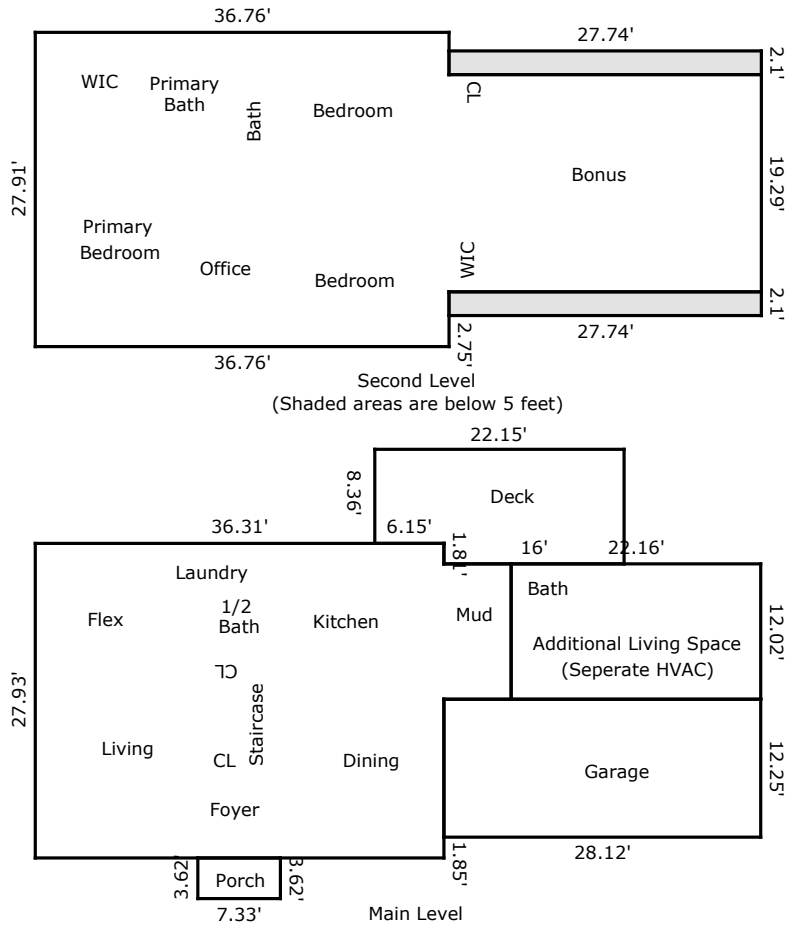 36.76'
27.74'
2.1'
WIC
Primary
Bath
Bath
Bedroom
CL
27.91'
Bonus
19.29'
Primary
Bedroom
Office
Bedroom
WIC
2.1'
27.74'
2.75'
36.76'
Second Level
(Shaded areas are below 5 feet)
22.15'
8.36'
Deck
36.31'
6.15'
1.81'
16'
22.16'
Laundry
Bath
Flex
1/2
Bath
Kitchen
Mud
12.02'
Additional Living Space
(Seperate HVAC)
CL
27.93'
Staircase
Living
CL
Dining
Garage
12.25'
Foyer
1.85'
28.12'
3.62'
Porch
3.62'
7.33'
Main Level